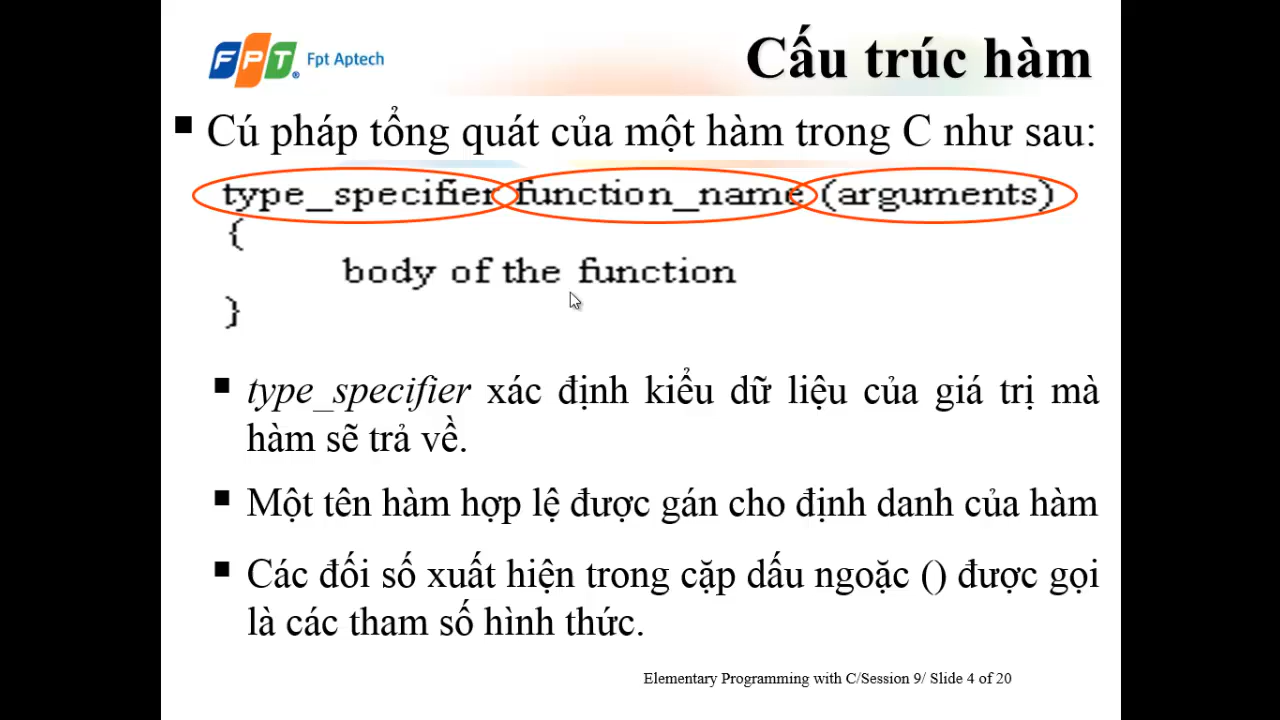 FPT Fpt Aptech
Cấu trúc hàm
Cú pháp tổng quát của một hàm trong C như sau:
type_specifier function_name (arguments)
{
body of the function
}
type_specifier xác định kiểu dữ liệu của giá trị mà
hàm sẽ trả về.
Một tên hàm hợp lệ được gán cho định danh của hàm
Các đối số xuất hiện trong cặp dấu ngoặc () được gọi
là các tham số hình thức.
Elementary Programming with C/Session 9/ Slide 4 of 20